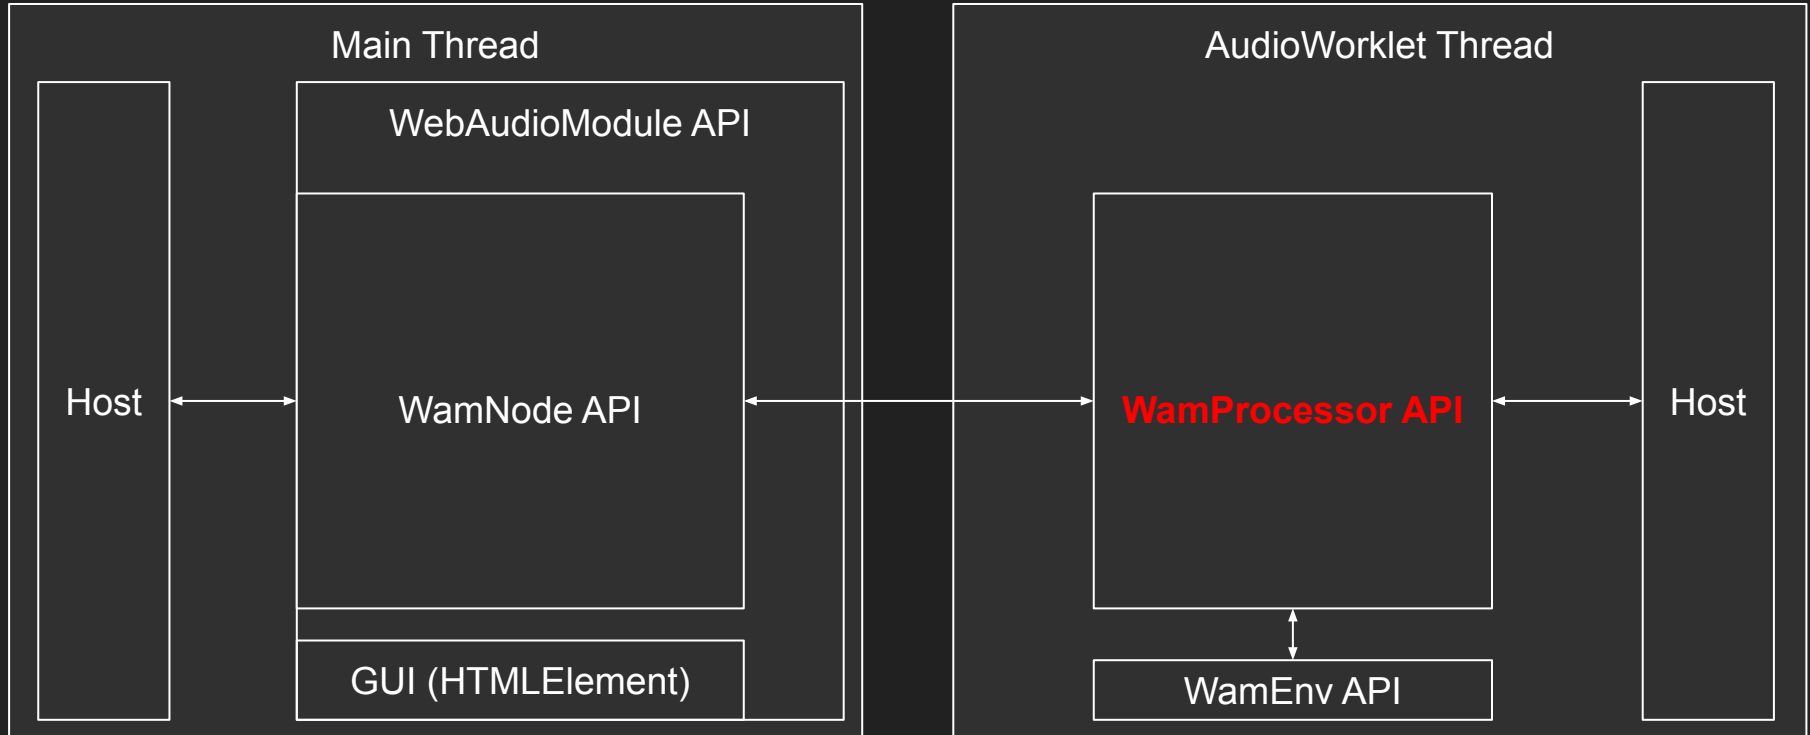 Main Thread
WebAudioModule API
Host
WamNode API
GUI (HTMLElement)
AudioWorklet Thread
WamProcessor API
Host
WamEnv API